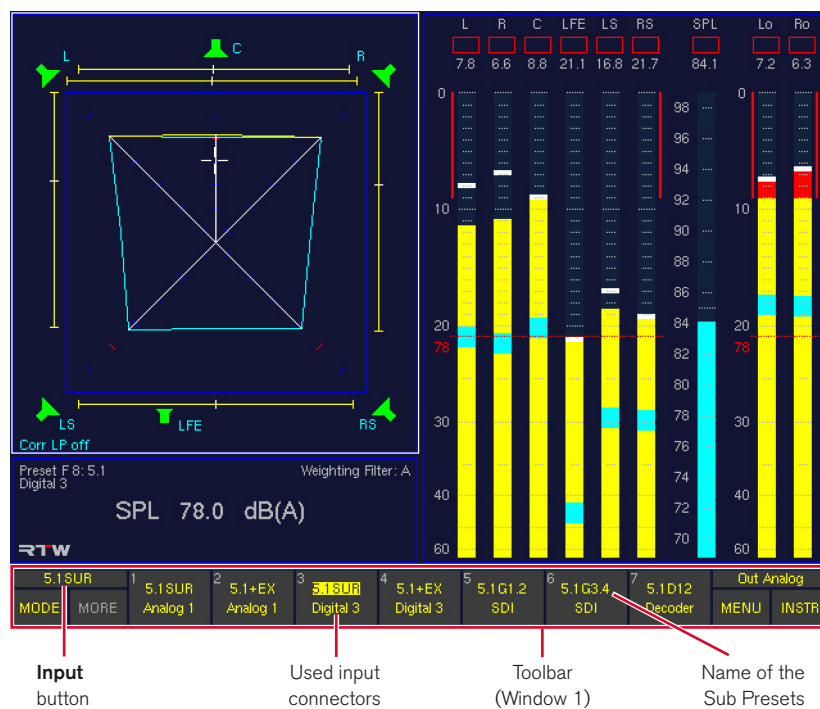 L R C LFE LS RS SPL Lo Ro
7.8 6.6 8.8 21.1 16.8 21.7 84.1 7.2 6.3
C
L R
LS LFE RS
Corr LP off
0
10
20
78
30
40
60
98
96
94
92
90
88
86
84
82
80
78
76
74
72
70
0
10
20
78
30
40
60
Preset F 8: 5.1 Weighting Filter: A
Digital 3
SPL 78.0 dB(A)
RTW
5.1SUR
MODE MORE
1 5.1SUR
Analog 1
2 5.1+EX
Analog 1
3 5.1SUR
Digital 3
4 5.1+EX
Digital 3
5 5.1G1.2
SDI
6 5.1G3.4
SDI
7 5.1D12
Decoder
Out Analog
MENU INSTR
Input
button
Used input
connectors
Toolbar
(Window 1)
Name of the
Sub Presets